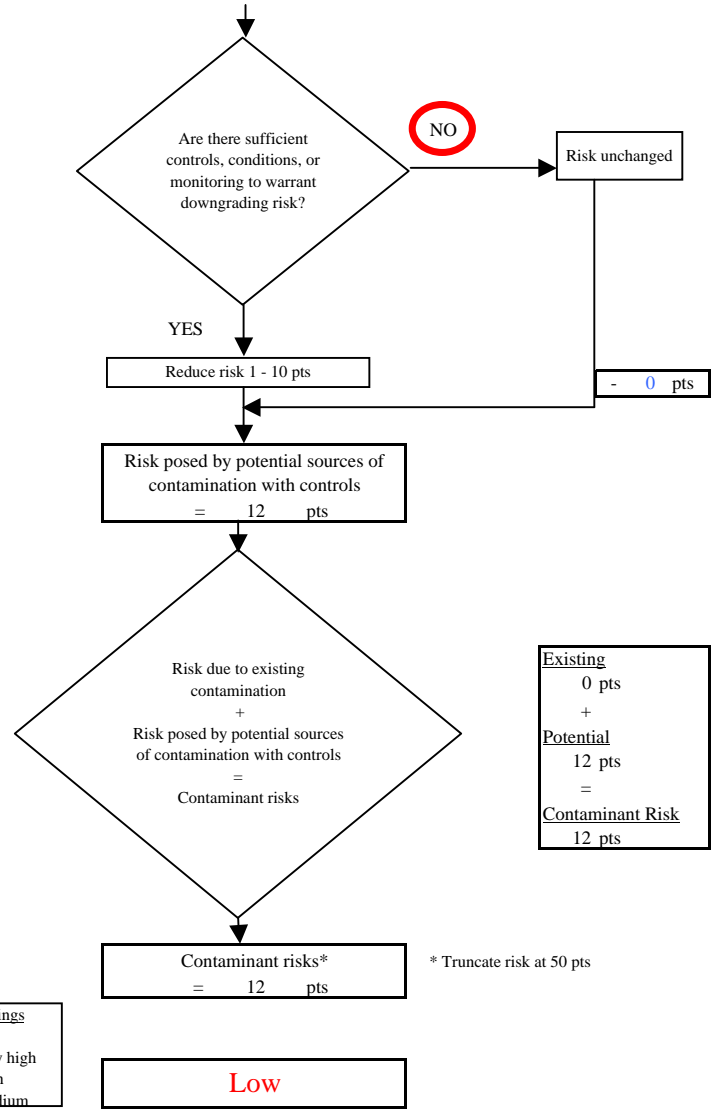 Are there sufficient
controls, conditions, or
monitoring to warrant
downgrading risk?
NO
Risk unchanged
YES
Reduce risk 1 - 10 pts
- 0 pts
Risk posed by potential sources of
contamination with controls
= 12 pts
Risk due to existing
contamination
+
Risk posed by potential sources
of contamination with controls
=
Contaminant risks
Existing
0 pts
+
Potential
12 pts
=
Contaminant Risk
12 pts
Contaminant risks*
= 12 pts
* Truncate risk at 50 pts
high
Low